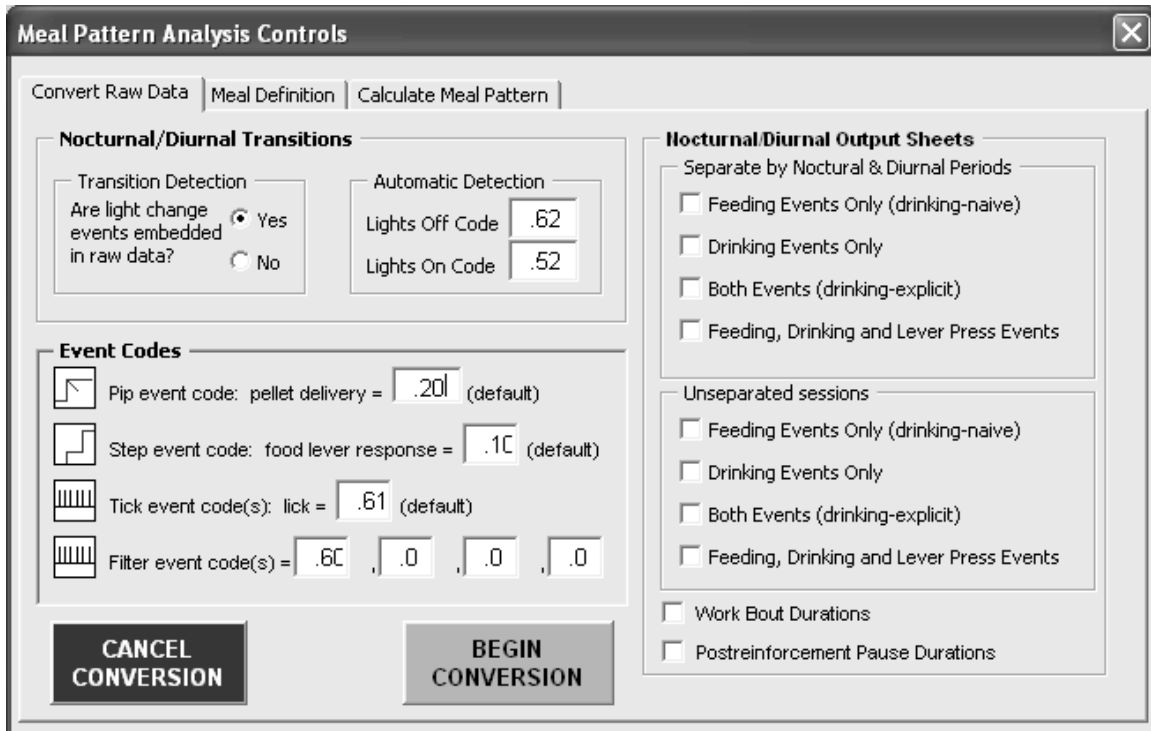 Meal Pattern Analysis Controls
Convert Raw Data
Meal Definition
Calculate Meal Pattern
Nocturnal/Diurnal Transitions
Transition Detection
Are light change
events embedded
in raw data?
Yes
No
Automatic Detection
Lights Off Code .62
Lights On Code .52
Event Codes
Pip event code: pellet delivery = .20 (default)
Step event code: food lever response = .10 (default)
Tick event code(s): lick = .61 (default)
Filter event code(s) = .60 , .0 , .0 , .0
CANCEL
CONVERSION
BEGIN
CONVERSION
Nocturnal/Diurnal Output Sheets
Separate by Noctural & Diurnal Periods
Feeding Events Only (drinking-naive)
Drinking Events Only
Both Events (drinking-explicit)
Feeding, Drinking and Lever Press Events
Unseparated sessions
Feeding Events Only (drinking-naive)
Drinking Events Only
Both Events (drinking-explicit)
Feeding, Drinking and Lever Press Events
Work Bout Durations
Postreinforcement Pause Durations